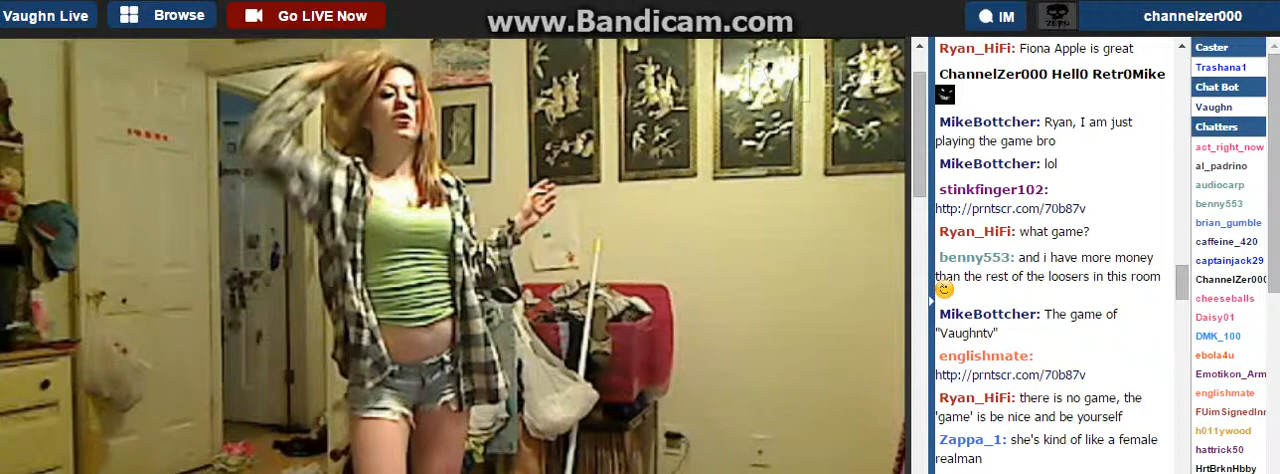 Vaughn Live
Browse
Go LIVE Now
www.Bandicam.com
IM
channelzer000
Ryan_HiFi: Fiona Apple is great
ChannelZer000 Hell0 Retr0Mike
MikeBottcher: Ryan, I am just
playing the game bro
MikeBottcher: lol
stinkfinger102:
http://prntscr.com/70b87v
Ryan_HiFi: what game?
benny553: and i have more money
than the rest of the loosers in this room
MikeBottcher: The game of
"Vaughntv"
englishmate:
http://prntscr.com/70b87v
Ryan_HiFi: there is no game, the
'game' is be nice and be yourself
Zappa_1: she's kind of like a female
realman
Caster
Trashana1
Chat Bot
Vaughn
Chatters
act_right_now
al_padrino
audiocarp
benny553
brian_gumble
caffeine_420
captainjack29
ChannelZer000
cheeseballs
Daisy01
DMK_100
ebola4u
Emotikon_Arm
englishmate
FUimSignedInn
h011ywood
hattrick50
HrtBrknHbby